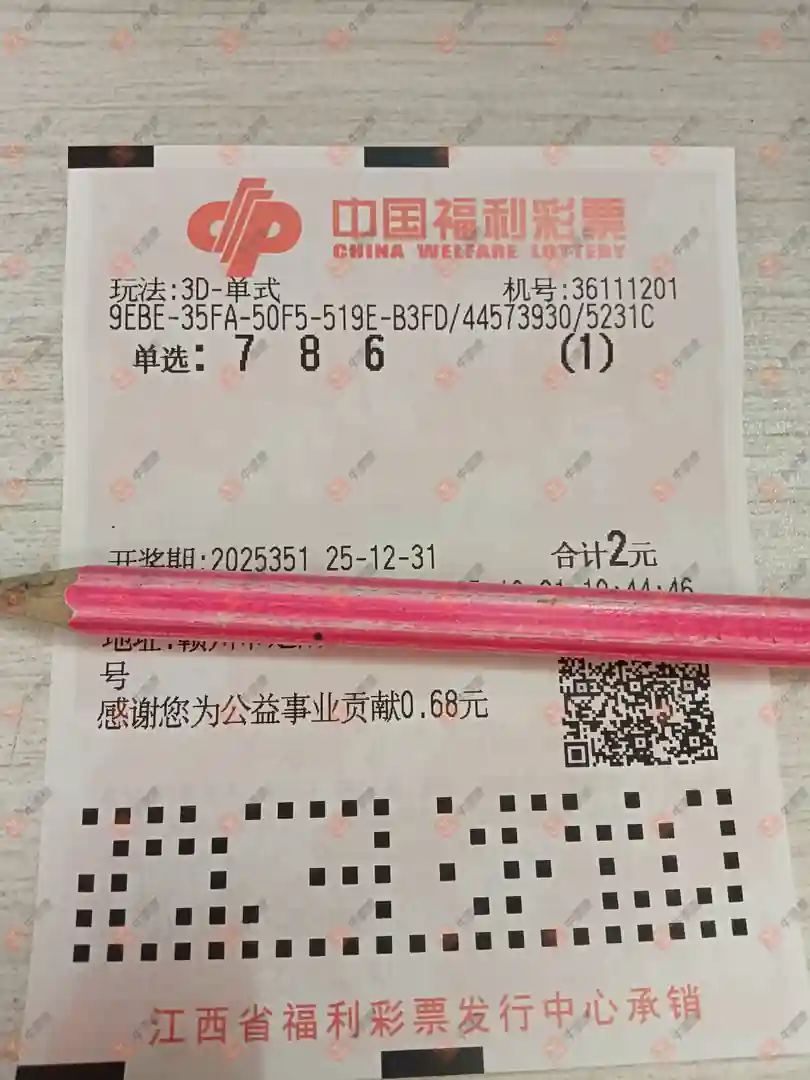 中国福利彩票
CHINA WELFARE LOTTERY
玩法:3D-单式 机号:36111201
9EBE-35FA-50F5-519E-B3FD/44573930/5231C
单选: 7 8 6 (1)
开奖期:2025351 25-12-31 合计2元
号
感谢您为公益事业贡献0.68元
江西省福利彩票发行中心承销